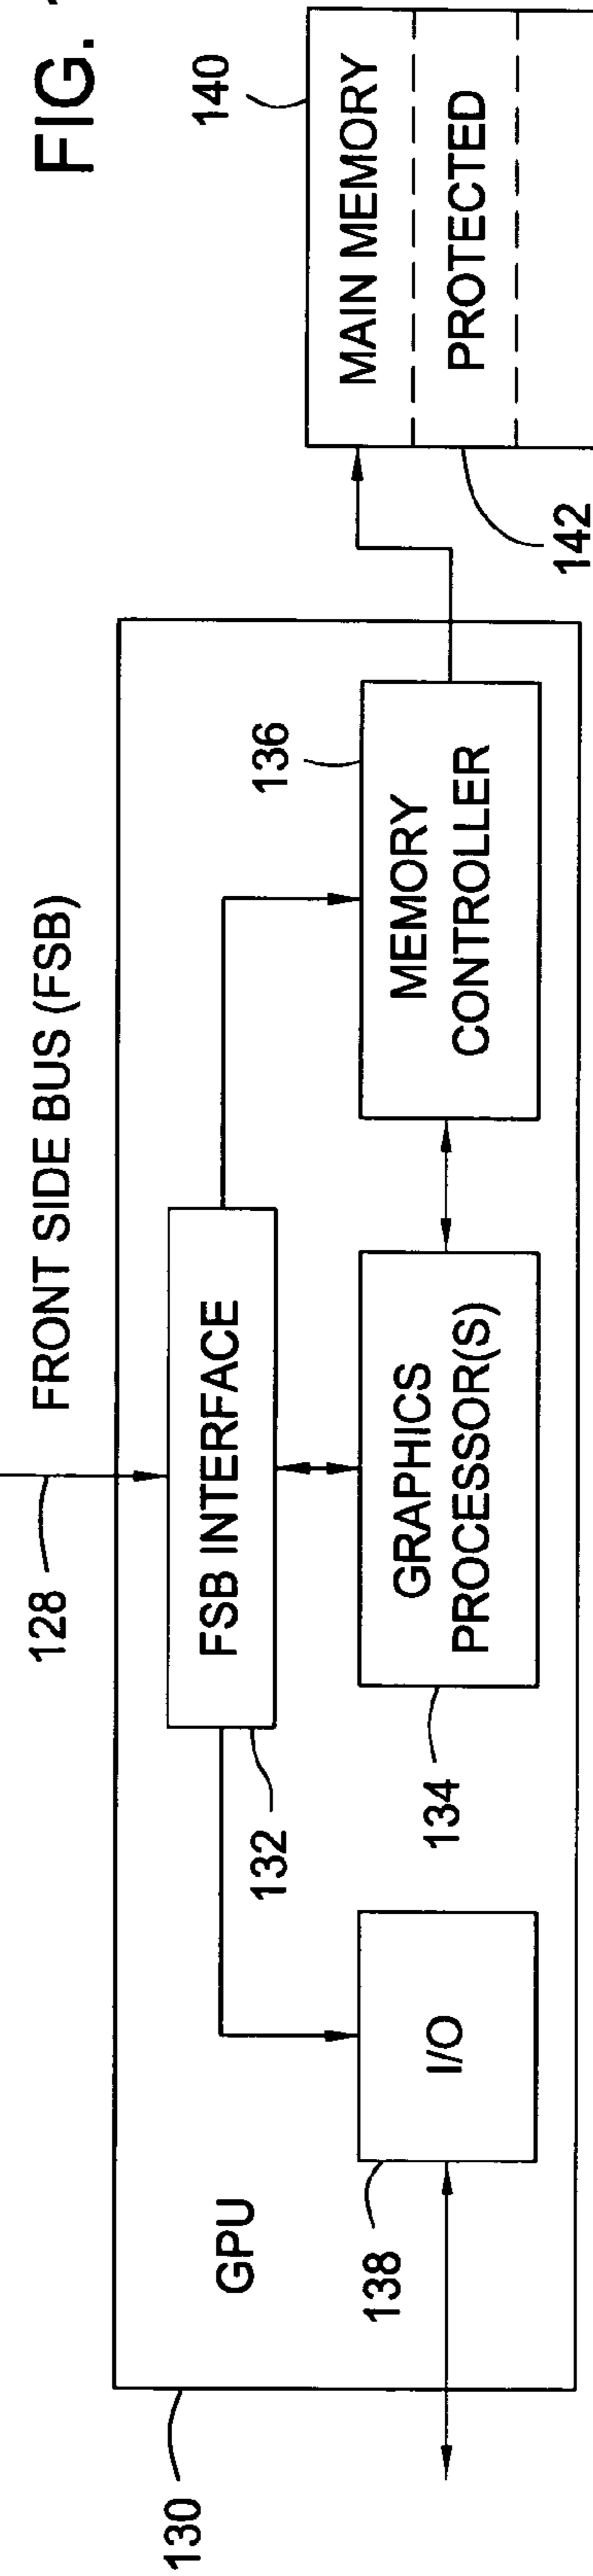 FIG.
FRONT SIDE BUS (FSB)
128
140
130
GPU
132
FSB INTERFACE
136
MAIN MEMORY
PROTECTED
138
I/O
134
GRAPHICS
PROCESSOR(S)
MEMORY
CONTROLLER
142